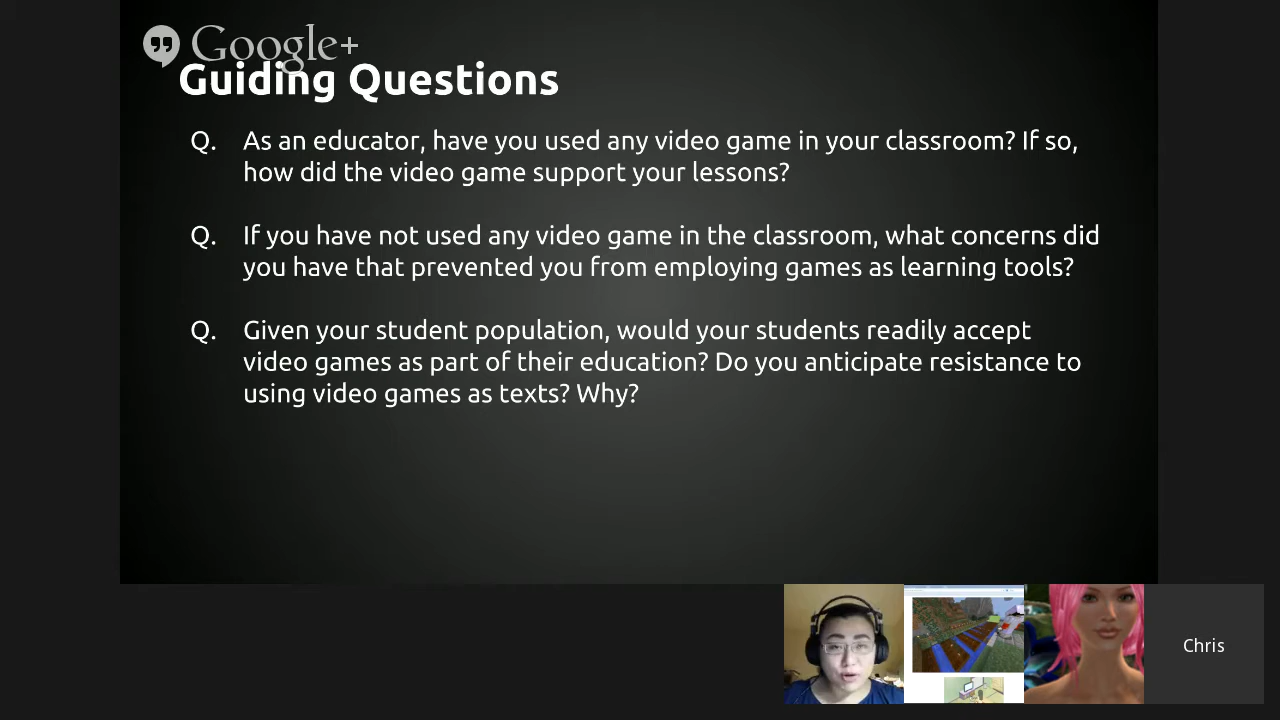 Google+
Guiding Questions
Q. As an educator, have you used any video game in your classroom? If so,
how did the video game support your lessons?
Q. If you have not used any video game in the classroom, what concerns did
you have that prevented you from employing games as learning tools?
Q. Given your student population, would your students readily accept
video games as part of their education? Do you anticipate resistance to
using video games as texts? Why?
Chris